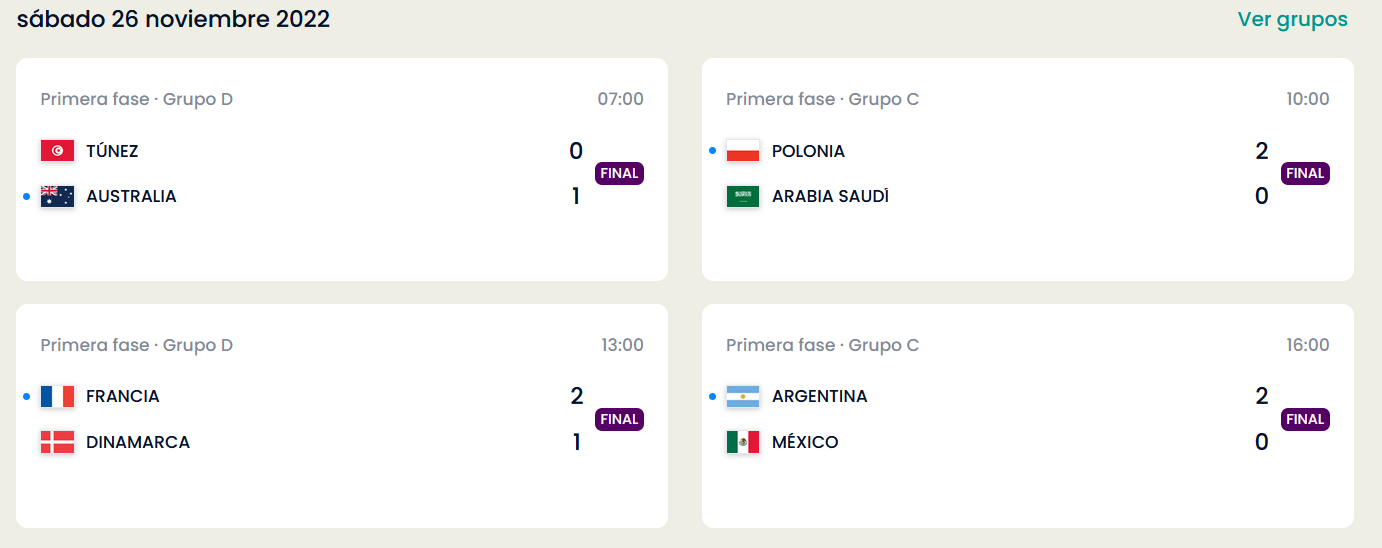 sábado 26 noviembre 2022
Ver grupos
Primera fase · Grupo D 07:00
TÚNEZ 0
FINAL
AUSTRALIA 1
Primera fase · Grupo C 10:00
POLONIA 2
FINAL
ARABIA SAUDÍ 0
Primera fase · Grupo D 13:00
FRANCIA 2
FINAL
DINAMARCA 1
Primera fase · Grupo C 16:00
ARGENTINA 2
FINAL
MÉXICO 0